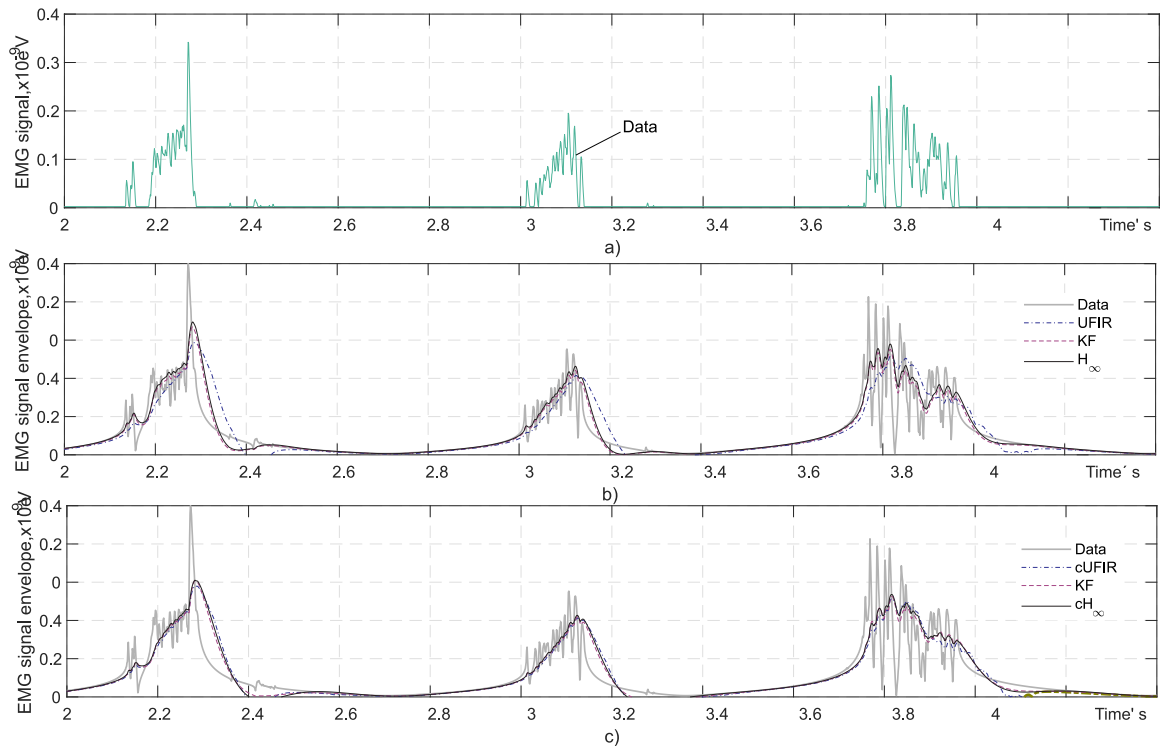 EMG signal,x10e⁻⁹V
0.4
0.3
0.2
0.1
0
Data
2
2.2
2.4
2.6
2.8
3
3.2
3.4
3.6
3.8
4
Time' s
a)
EMG signal envelope,x10e⁻⁹V
0.4
0.2
0
0.4
0.2
0
Data
UFIR
KF
H∞
2
2.2
2.4
2.6
2.8
3
3.2
3.4
3.6
3.8
4
Time´ s
b)
EMG signal envelope,x10e⁻⁹V
0.4
0.2
0
0.4
0.2
0
Data
cUFIR
KF
cH∞
2
2.2
2.4
2.6
2.8
3
3.2
3.4
3.6
3.8
4
Time' s
c)